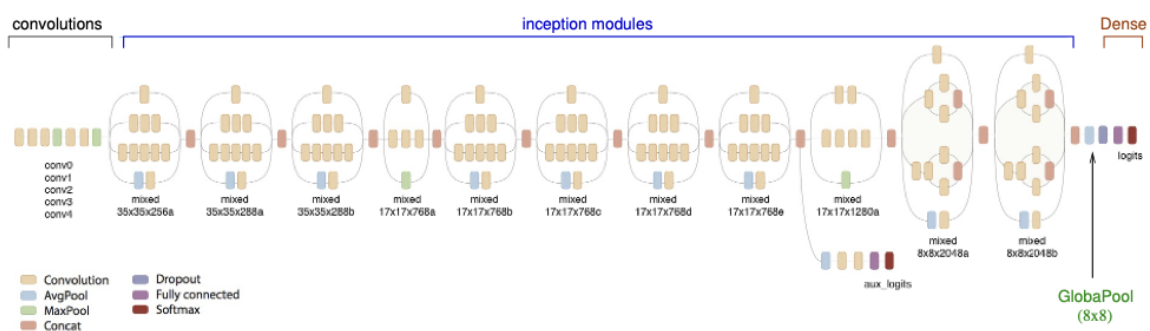 convolutions
inception modules
Dense
conv0
conv1
conv2
conv3
conv4
mixed
35x35x256a
mixed
35x35x288a
mixed
35x35x288b
mixed
17x17x768a
mixed
17x17x768b
mixed
17x17x768c
mixed
17x17x768d
mixed
17x17x768e
mixed
17x17x1280a
mixed
8x8x2048a
mixed
8x8x2048b
logits
aux_logits
Convolution
AvgPool
MaxPool
Concat
Dropout
Fully connected
Softmax
GlobaPool
(8x8)